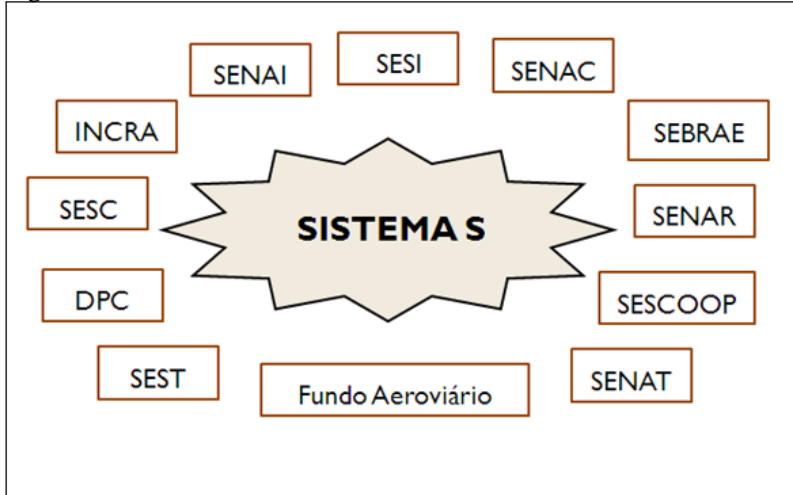 SENAI
SESI
SENAC
INCRA
SEBRAE
SESC
SISTEMA S
SENAR
DPC
SESCOOP
SEST
Fundo Aeroviário
SENAT